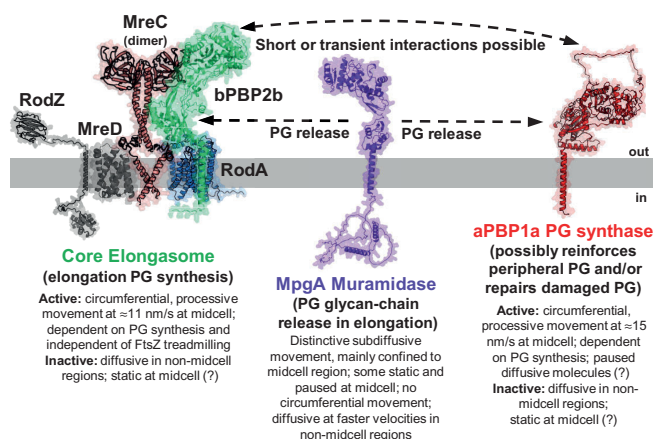 MreC
(dimer)
Short or transient interactions possible
bPBP2b
RodZ
MreD
PG release
PG release
RodA
out
in
Core Elongasome
(elongation PG synthesis)
Active: circumferential, processive
movement at ≈11 nm/s at midcell;
dependent on PG synthesis and
independent of FtsZ treadmilling
Inactive: diffusive in non-midcell
regions; static at midcell (?)
MpgA Muramidase
(PG glycan-chain
release in elongation)
Distinctive subdiffusive
movement, mainly confined to
midcell region; some static and
paused at midcell; no
circumferential movement;
diffusive at faster velocities in
non-midcell regions
aPBP1a PG synthase
(possibly reinforces
peripheral PG and/or
repairs damaged PG)
Active: circumferential,
processive movement at ≈15
nm/s at midcell; dependent
on PG synthesis; paused
diffusive molecules (?)
Inactive: diffusive in non-
midcell regions;
static at midcell (?)